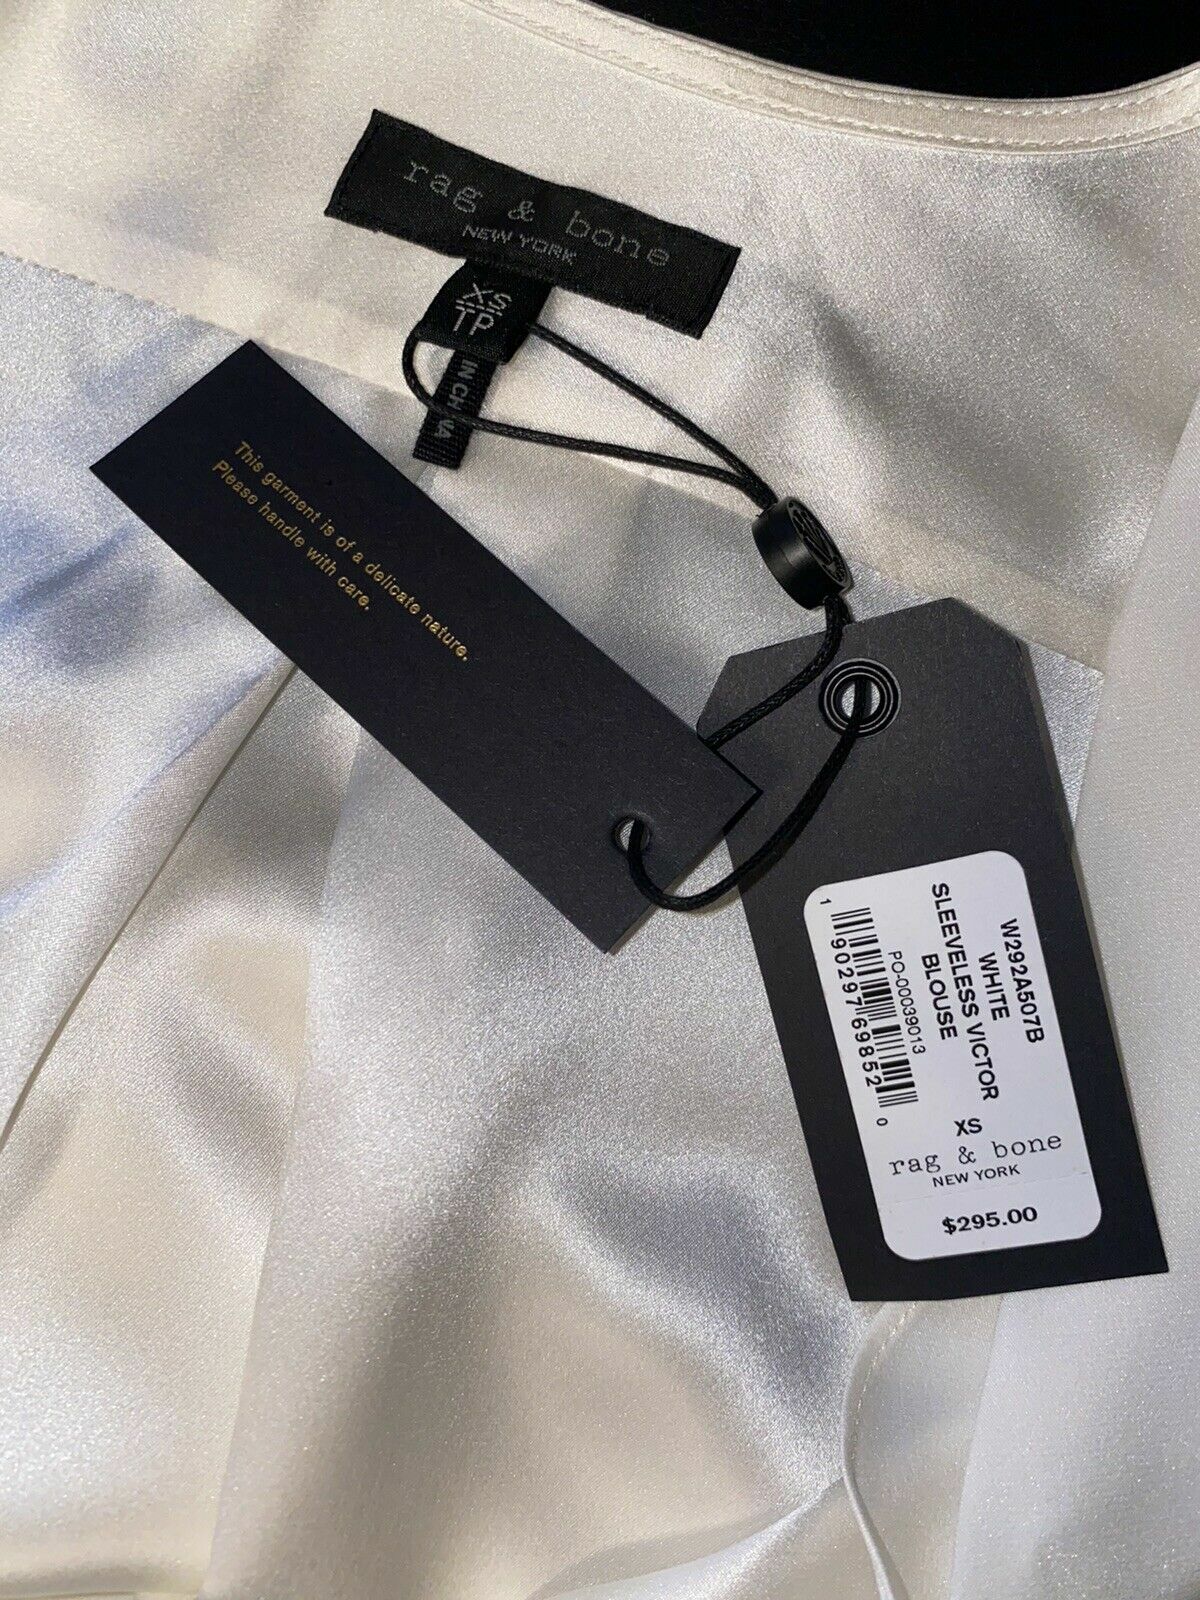 rag & bone
NEW YORK
XS
TP
IN CHINA
This garment is of a delicate nature.
Please handle with care.
W292A507B
WHITE
SLEEVELESS VICTOR
BLOUSE
PO-00039013
1 90297 69852 0
XS
rag & bone
NEW YORK
$295.00